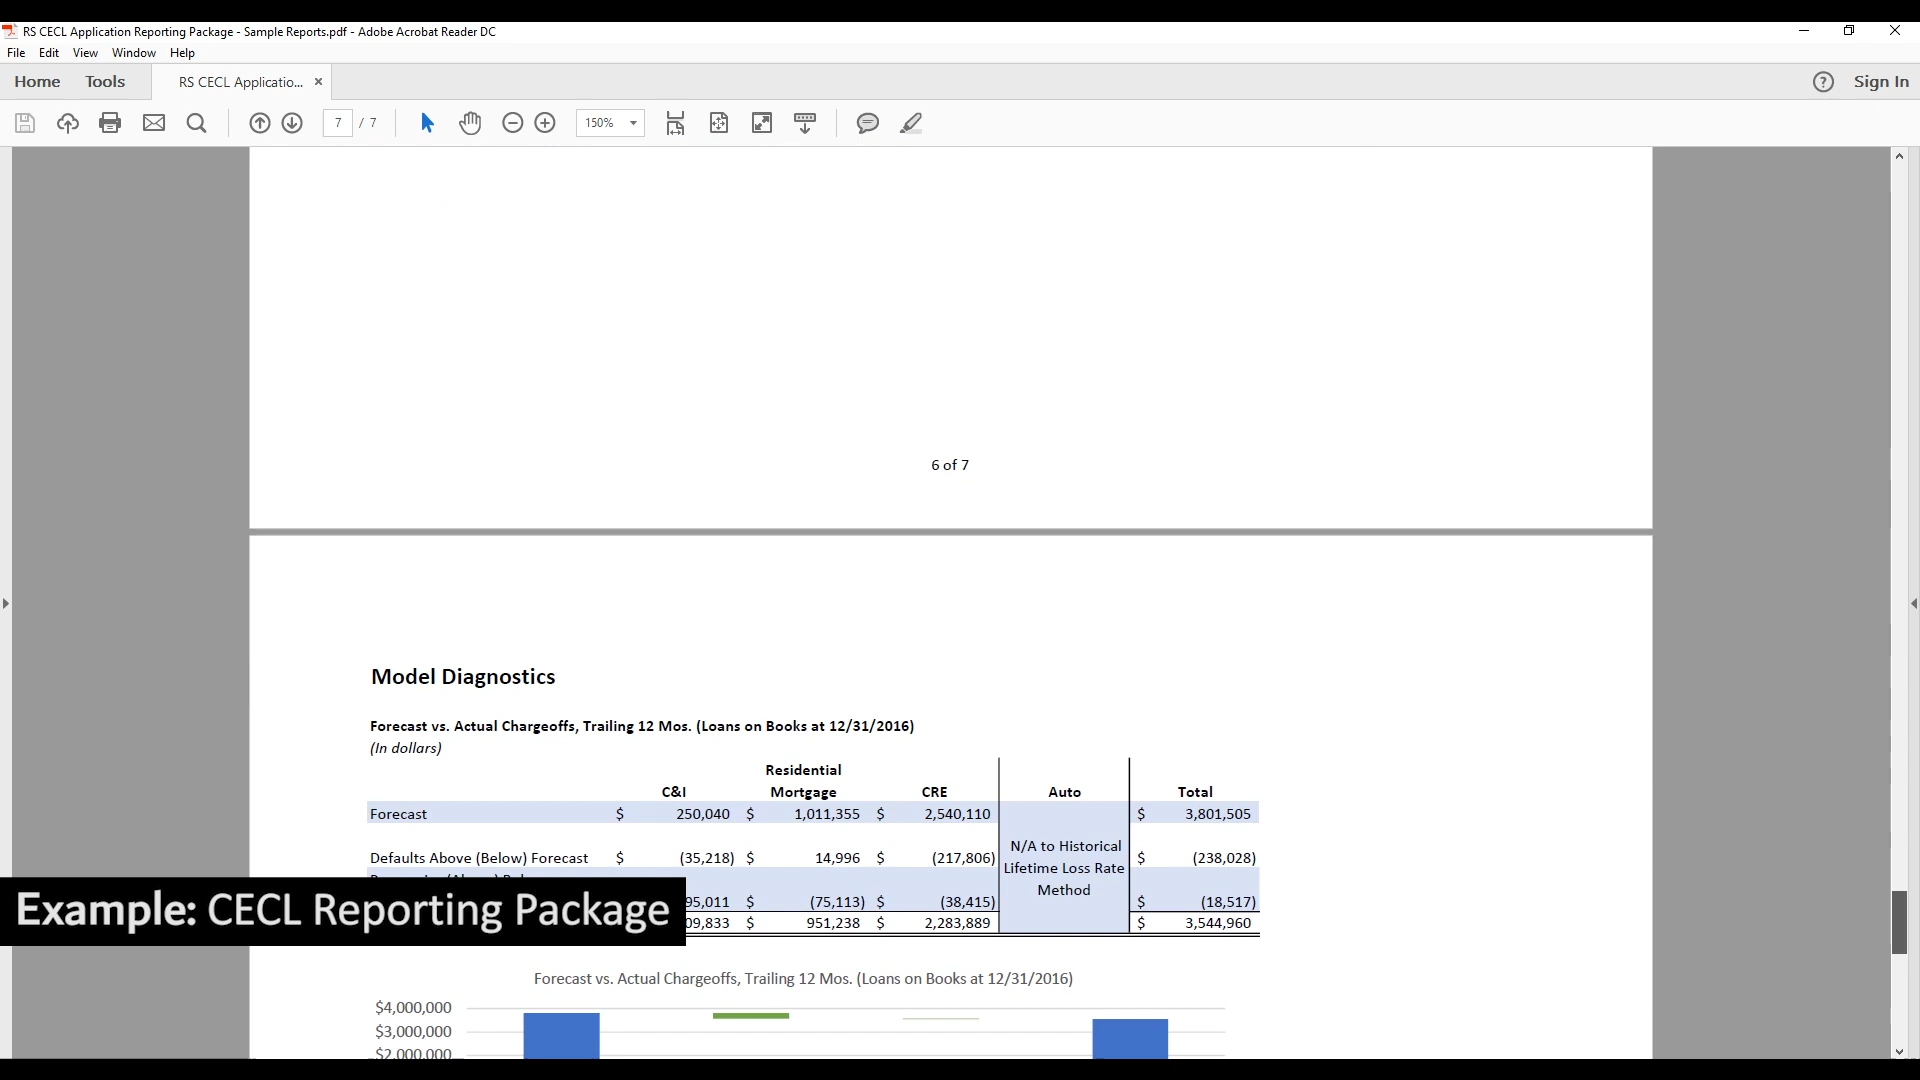 RS CECL Application Reporting Package - Sample Reports.pdf - Adobe Acrobat Reader DC
File Edit View Window Help
Home Tools RS CECL Applicatio... × ? Sign In
7 / 7 150%
6 of 7
Model Diagnostics
Forecast vs. Actual Chargeoffs, Trailing 12 Mos. (Loans on Books at 12/31/2016)
(In dollars)
Residential
C&I Mortgage CRE Auto Total
Forecast $ 250,040 $ 1,011,355 $ 2,540,110 $ 3,801,505
N/A to Historical
Defaults Above (Below) Forecast $ (35,218) $ 14,996 $ (217,806) $ (238,028)
Lifetime Loss Rate
Method
95,011 $ (75,113) $ (38,415) $ (18,517)
Example: CECL Reporting Package
09,833 $ 951,238 $ 2,283,889 $ 3,544,960
Forecast vs. Actual Chargeoffs, Trailing 12 Mos. (Loans on Books at 12/31/2016)
$4,000,000
$3,000,000
$2,000,000